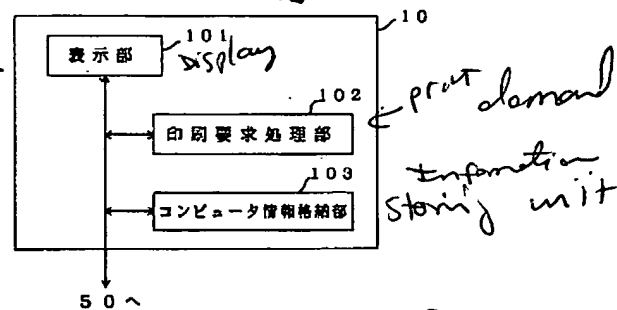 10
101
表示部
Display
102
印刷要求処理部
print demand
103
コンピュータ情報格納部
Information
storing unit
50へ